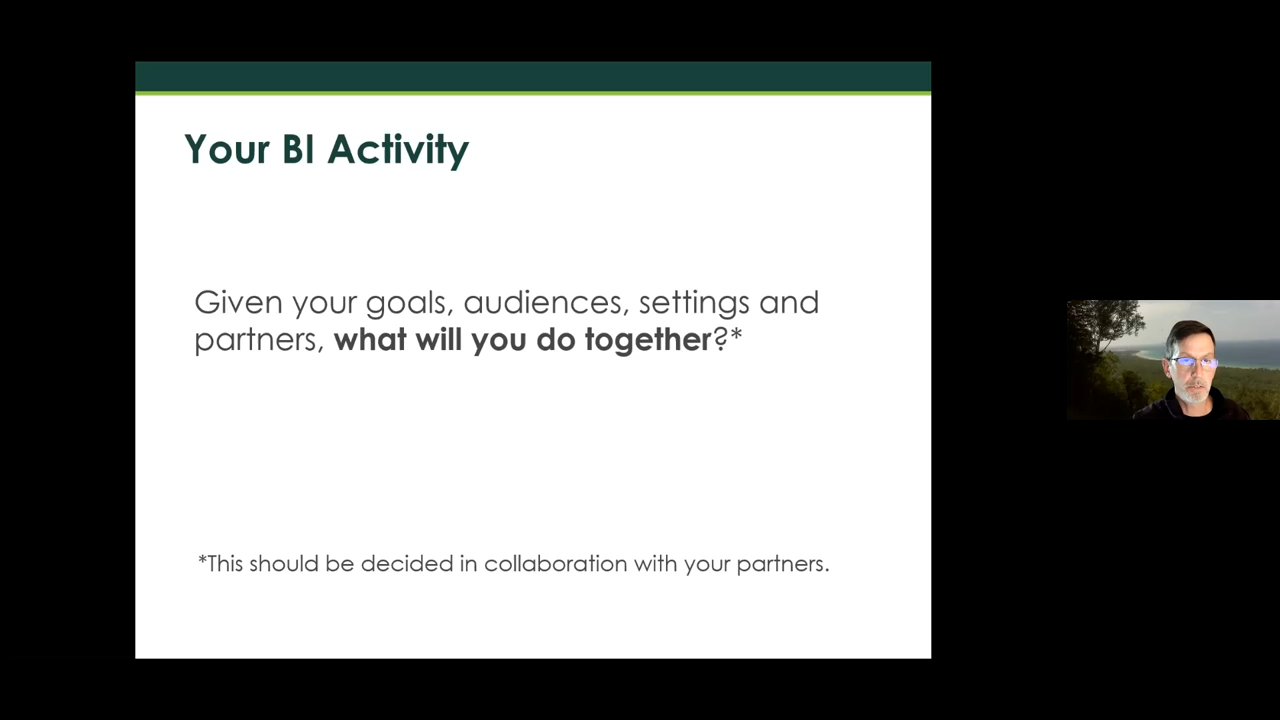 Your BI Activity
Given your goals, audiences, settings and
partners, what will you do together?*
*This should be decided in collaboration with your partners.